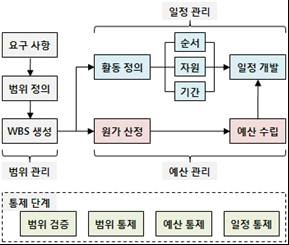 일정 관리
요구 사항
범위 정의
WBS 생성
활동 정의
순서
자원
기간
일정 개발
원가 산정
예산 수립
범위 관리
예산 관리
통제 단계
범위 검증
범위 통제
예산 통제
일정 통제